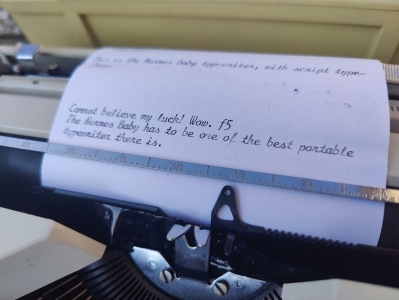 This is the Hermes Baby typewriter, with script type-
Cannot believe my luck! Wow. f5
The Hermes Baby has to be one of the best portable
typewriter there is.